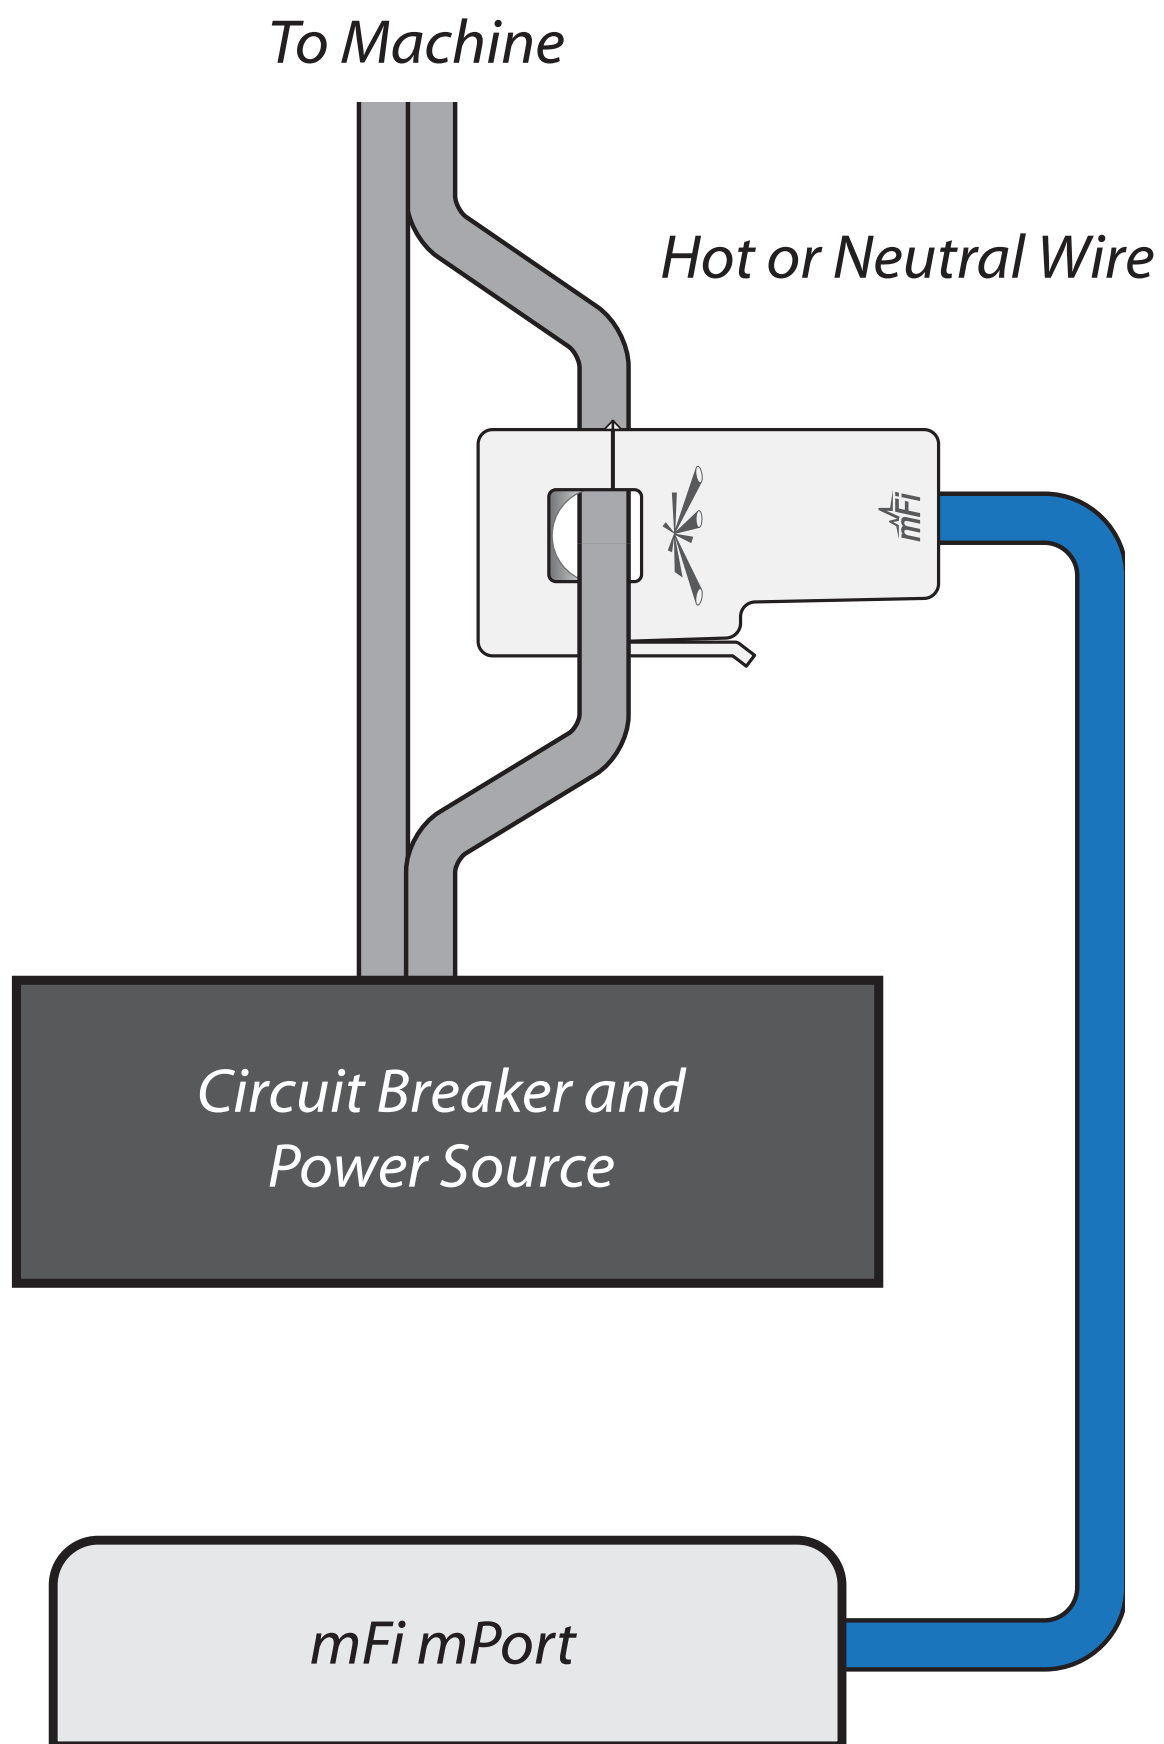 To Machine
Hot or Neutral Wire
mFi
Circuit Breaker and
Power Source
mFi mPort